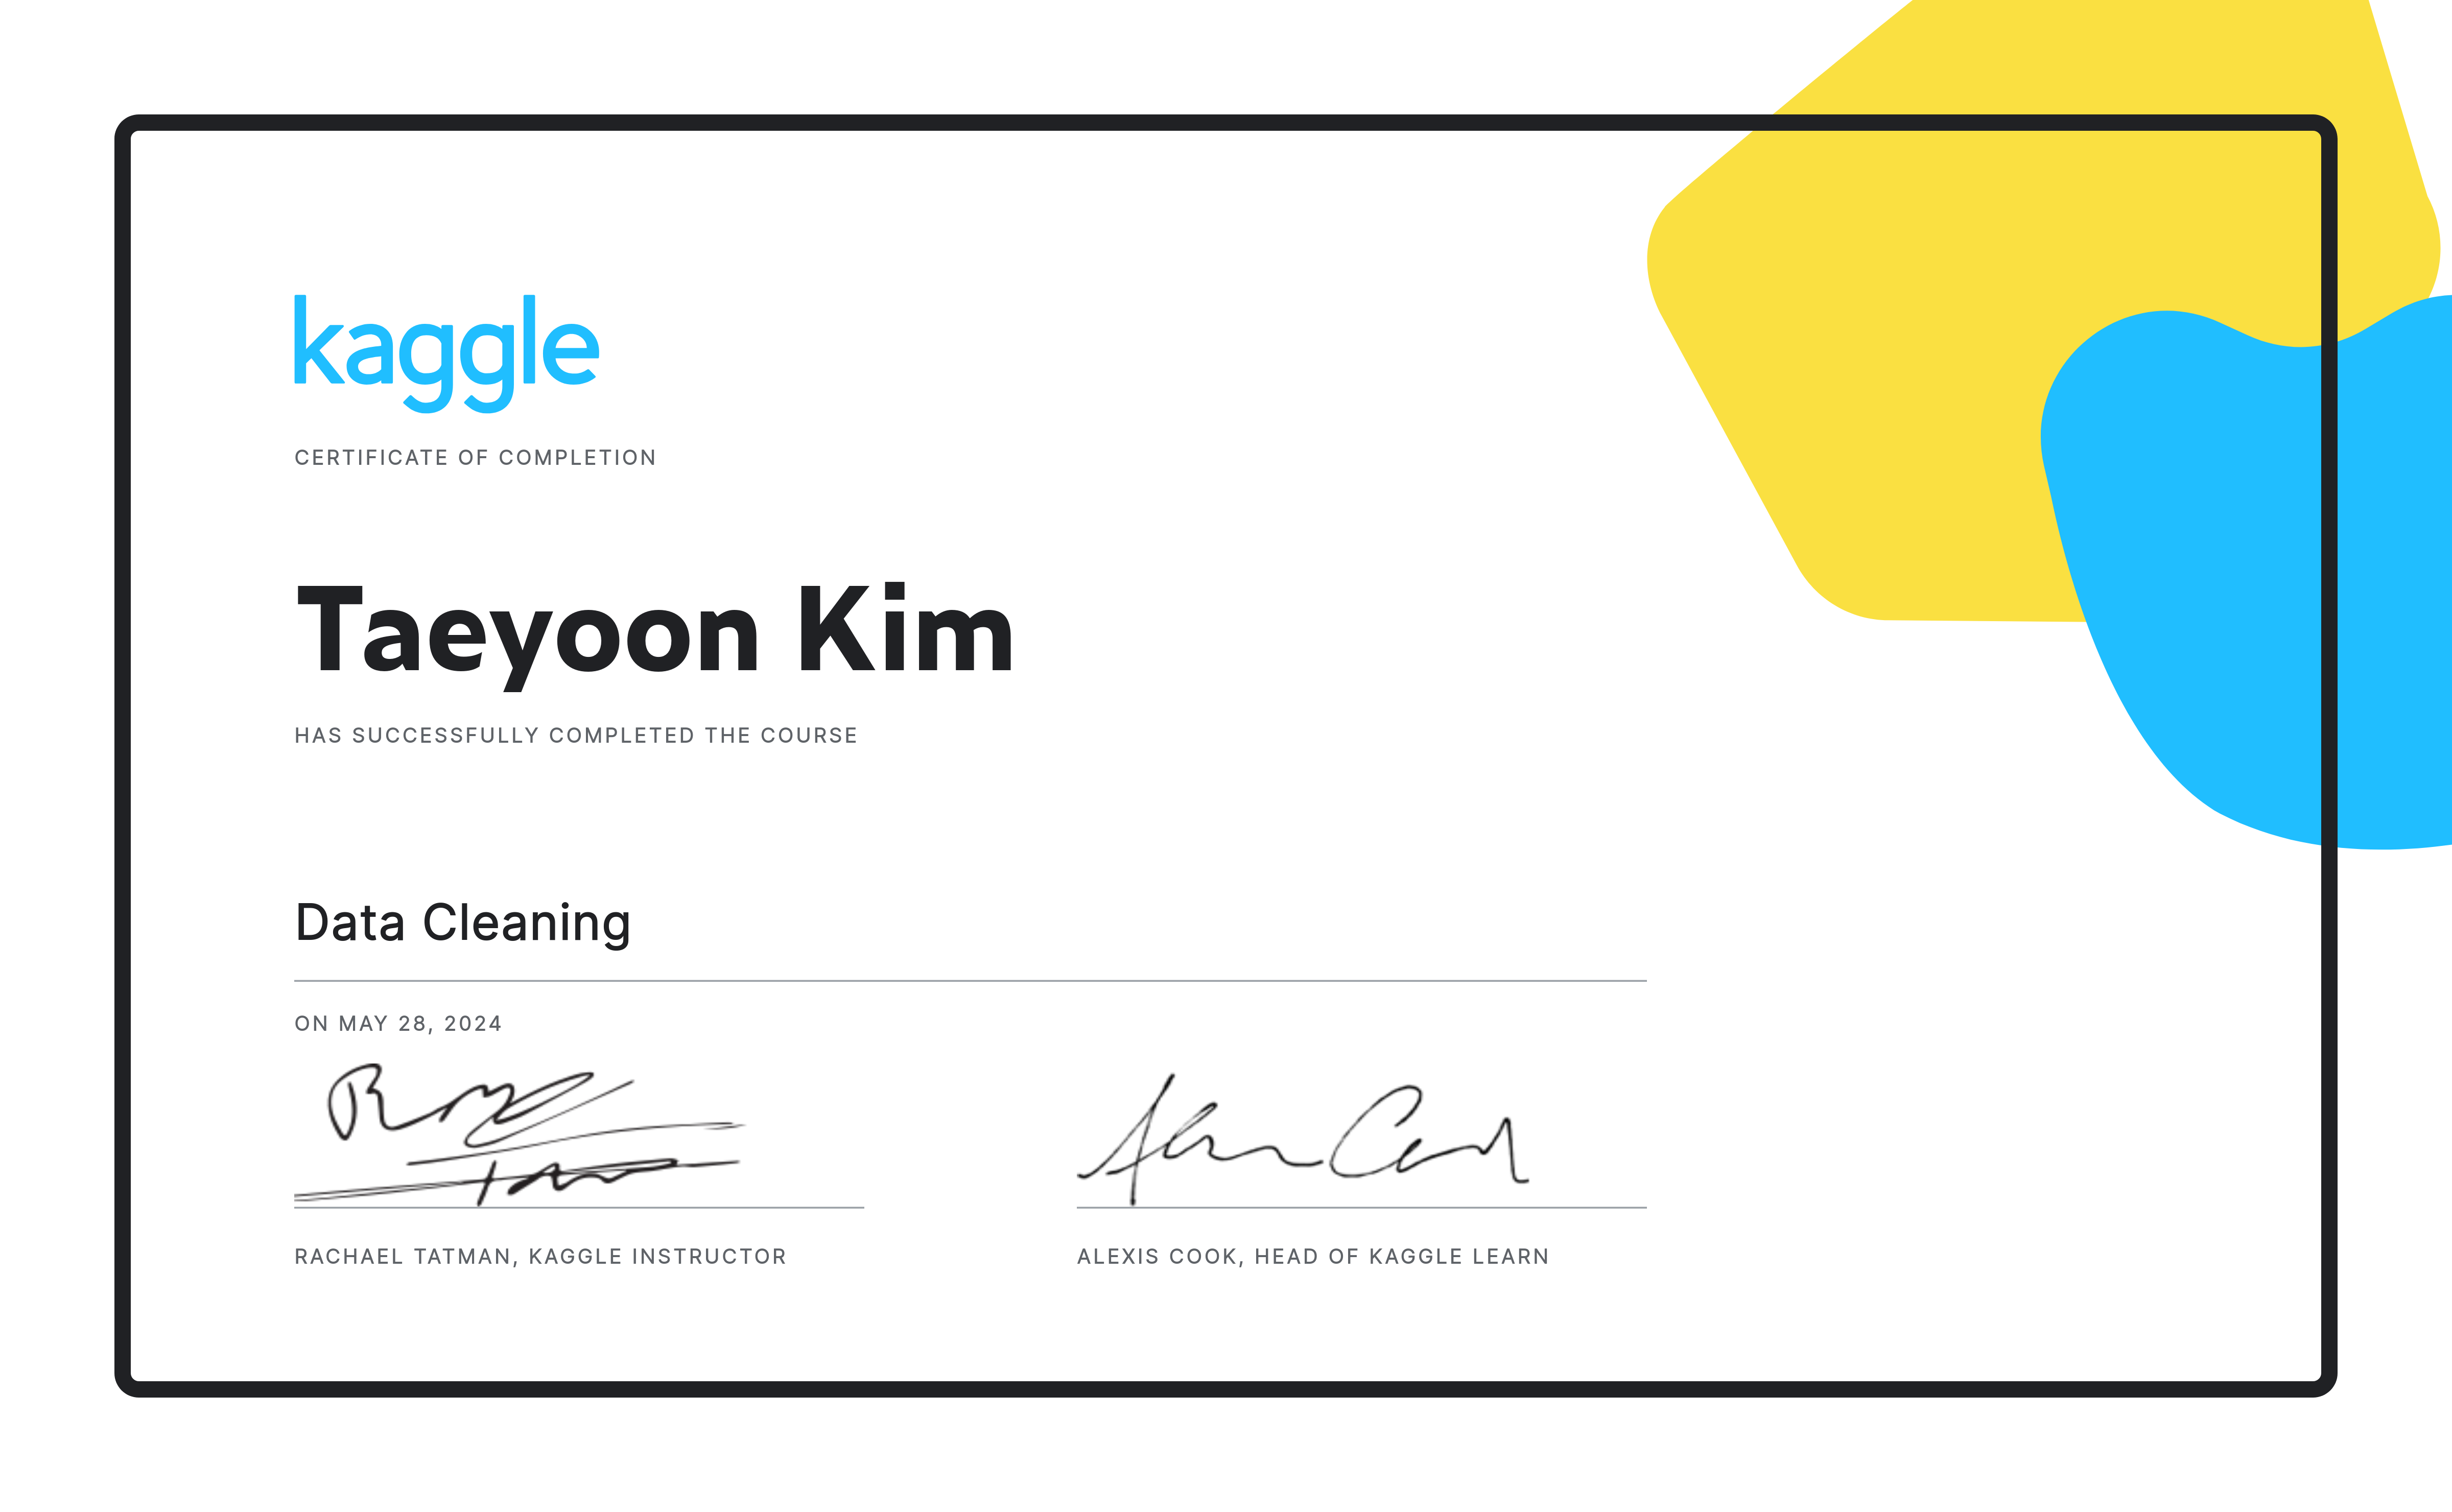 kaggle
CERTIFICATE OF COMPLETION
Taeyoon Kim
HAS SUCCESSFULLY COMPLETED THE COURSE
Data Cleaning
ON MAY 28, 2024
RACHAEL TATMAN, KAGGLE INSTRUCTOR
ALEXIS COOK, HEAD OF KAGGLE LEARN